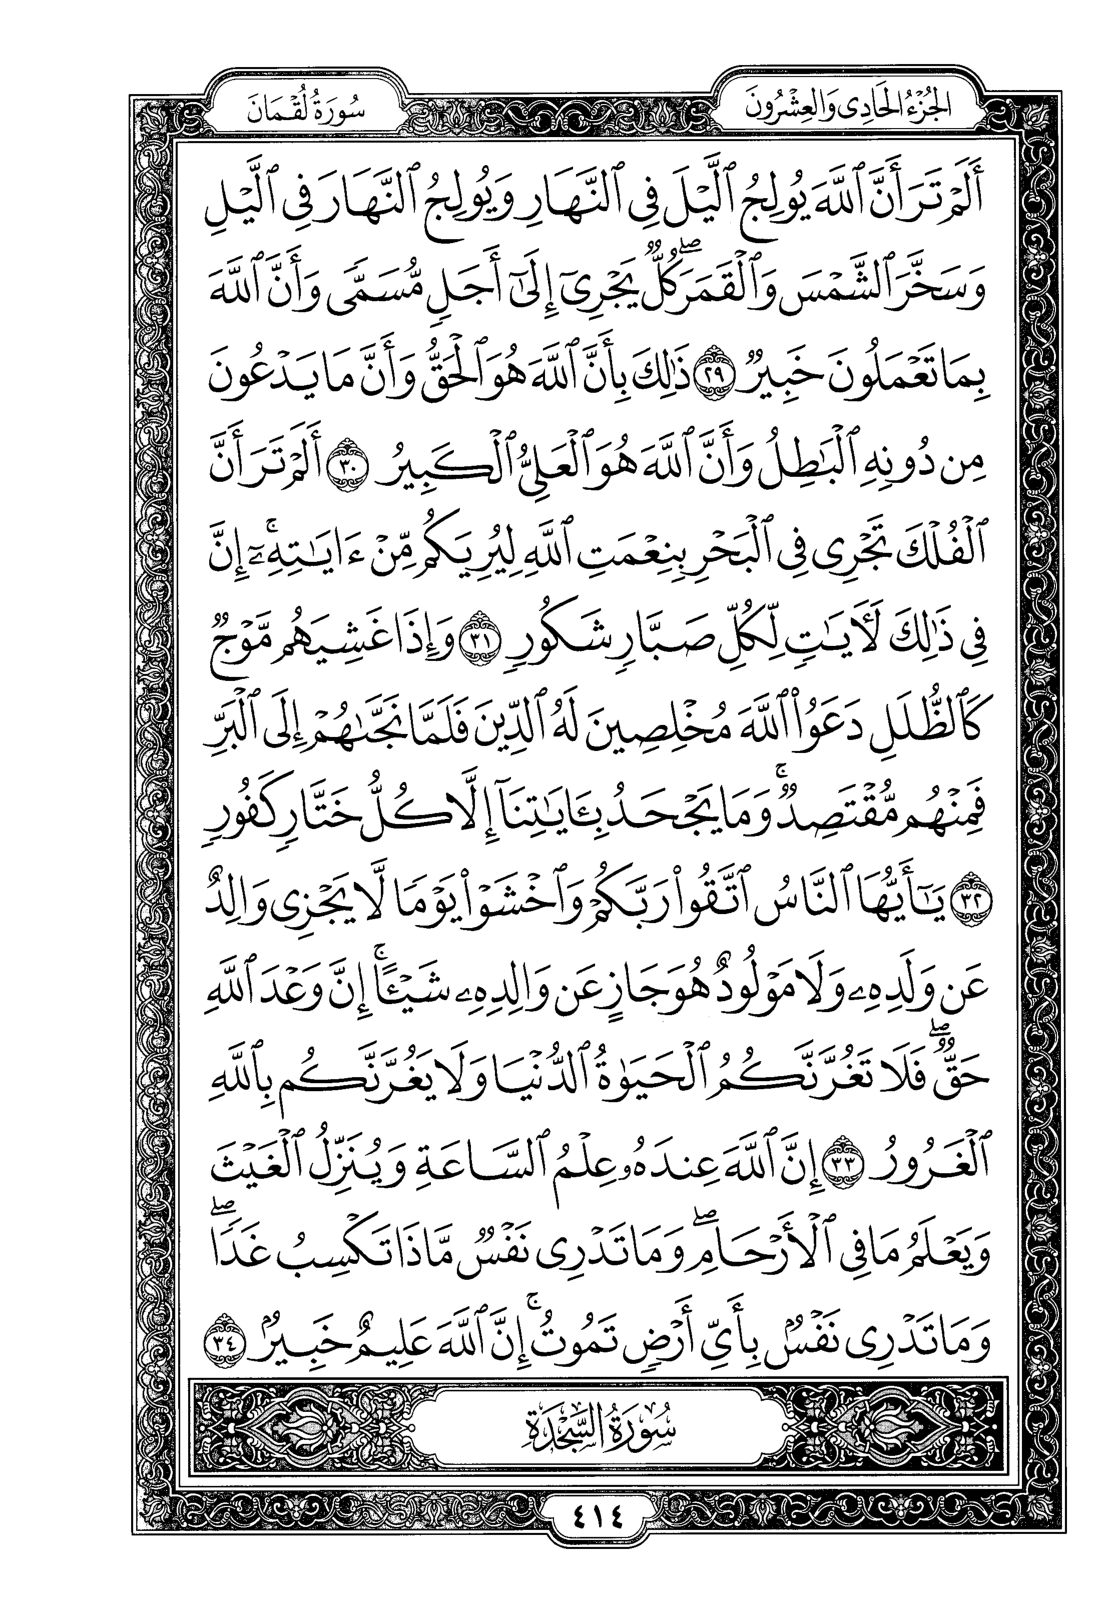 الجُزْءُ الحَادِى وَالعِشْرُونَ
سُورَةُ لُقْمَانَ
أَلَمْ تَرَ أَنَّ ٱللَّهَ يُولِجُ ٱلَّيْلَ فِى ٱلنَّهَارِ وَيُولِجُ ٱلنَّهَارَ فِى ٱلَّيْلِ
وَسَخَّرَ ٱلشَّمْسَ وَٱلْقَمَرَۖ كُلٌّ يَجْرِىٓ إِلَىٰٓ أَجَلٍ مُّسَمًّى وَأَنَّ ٱللَّهَ
بِمَا تَعْمَلُونَ خَبِيرٌ ٢٩ ذَٰلِكَ بِأَنَّ ٱللَّهَ هُوَ ٱلْحَقُّ وَأَنَّ مَا يَدْعُونَ
مِن دُونِهِ ٱلْبَٰطِلُ وَأَنَّ ٱللَّهَ هُوَ ٱلْعَلِىُّ ٱلْكَبِيرُ ٣٠ أَلَمْ تَرَ أَنَّ
ٱلْفُلْكَ تَجْرِى فِى ٱلْبَحْرِ بِنِعْمَتِ ٱللَّهِ لِيُرِيَكُم مِّنْ ءَايَٰتِهِۦٓۚ إِنَّ
فِى ذَٰلِكَ لَءَايَٰتٍ لِّكُلِّ صَبَّارٍ شَكُورٍ ٣١ وَإِذَا غَشِيَهُم مَّوْجٌ
كَٱلظُّلَلِ دَعَوُا۟ ٱللَّهَ مُخْلِصِينَ لَهُ ٱلدِّينَ فَلَمَّا نَجَّىٰهُمْ إِلَى ٱلْبَرِّ
فَمِنْهُم مُّقْتَصِدٌۚ وَمَا يَجْحَدُ بِـَٔايَٰتِنَآ إِلَّا كُلُّ خَتَّارٍ كَفُورٍ
٣٢ يَٰٓأَيُّهَا ٱلنَّاسُ ٱتَّقُوا۟ رَبَّكُمْ وَٱخْشَوْا۟ يَوْمًا لَّا يَجْزِى وَالِدٌ
عَن وَلَدِهِۦ وَلَا مَوْلُودٌ هُوَ جَازٍ عَن وَالِدِهِۦ شَيْـًٔاۚ إِنَّ وَعْدَ ٱللَّهِ
حَقٌّۖ فَلَا تَغُرَّنَّكُمُ ٱلْحَيَوٰةُ ٱلدُّنْيَا وَلَا يَغُرَّنَّكُم بِٱللَّهِ
ٱلْغَرُورُ ٣٣ إِنَّ ٱللَّهَ عِندَهُۥ عِلْمُ ٱلسَّاعَةِ وَيُنَزِّلُ ٱلْغَيْثَ
وَيَعْلَمُ مَا فِى ٱلْأَرْحَامِۖ وَمَا تَدْرِى نَفْسٌ مَّاذَا تَكْسِبُ غَدًاۖ
وَمَا تَدْرِى نَفْسٌۢ بِأَىِّ أَرْضٍ تَمُوتُۚ إِنَّ ٱللَّهَ عَلِيمٌ خَبِيرٌۢ ٣٤
سُورَةُ السَّجْدَةِ
٤١٤